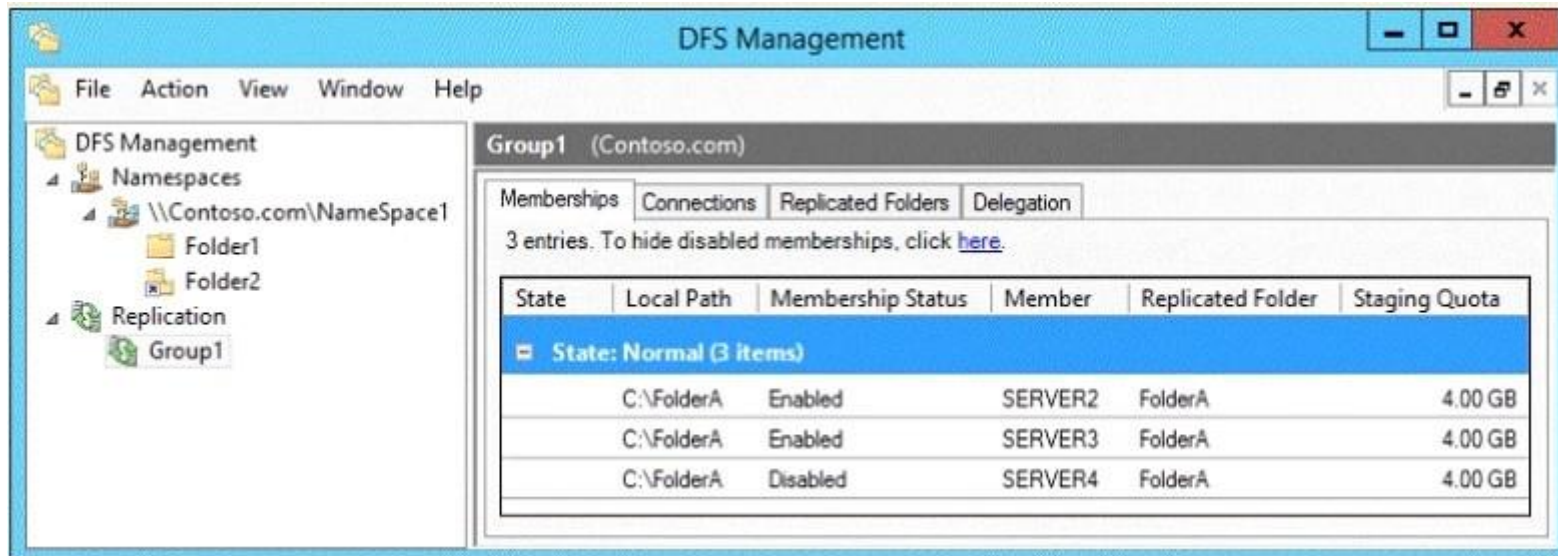 DFS Management
File Action View Window Help
DFS Management
Namespaces
\\Contoso.com\NameSpace1
Folder1
Folder2
Replication
Group1
Group1 (Contoso.com)
Memberships Connections Replicated Folders Delegation
3 entries. To hide disabled memberships, click here.
State Local Path Membership Status Member Replicated Folder Staging Quota
State: Normal (3 items)
C:\FolderA Enabled SERVER2 FolderA 4.00 GB
C:\FolderA Enabled SERVER3 FolderA 4.00 GB
C:\FolderA Disabled SERVER4 FolderA 4.00 GB